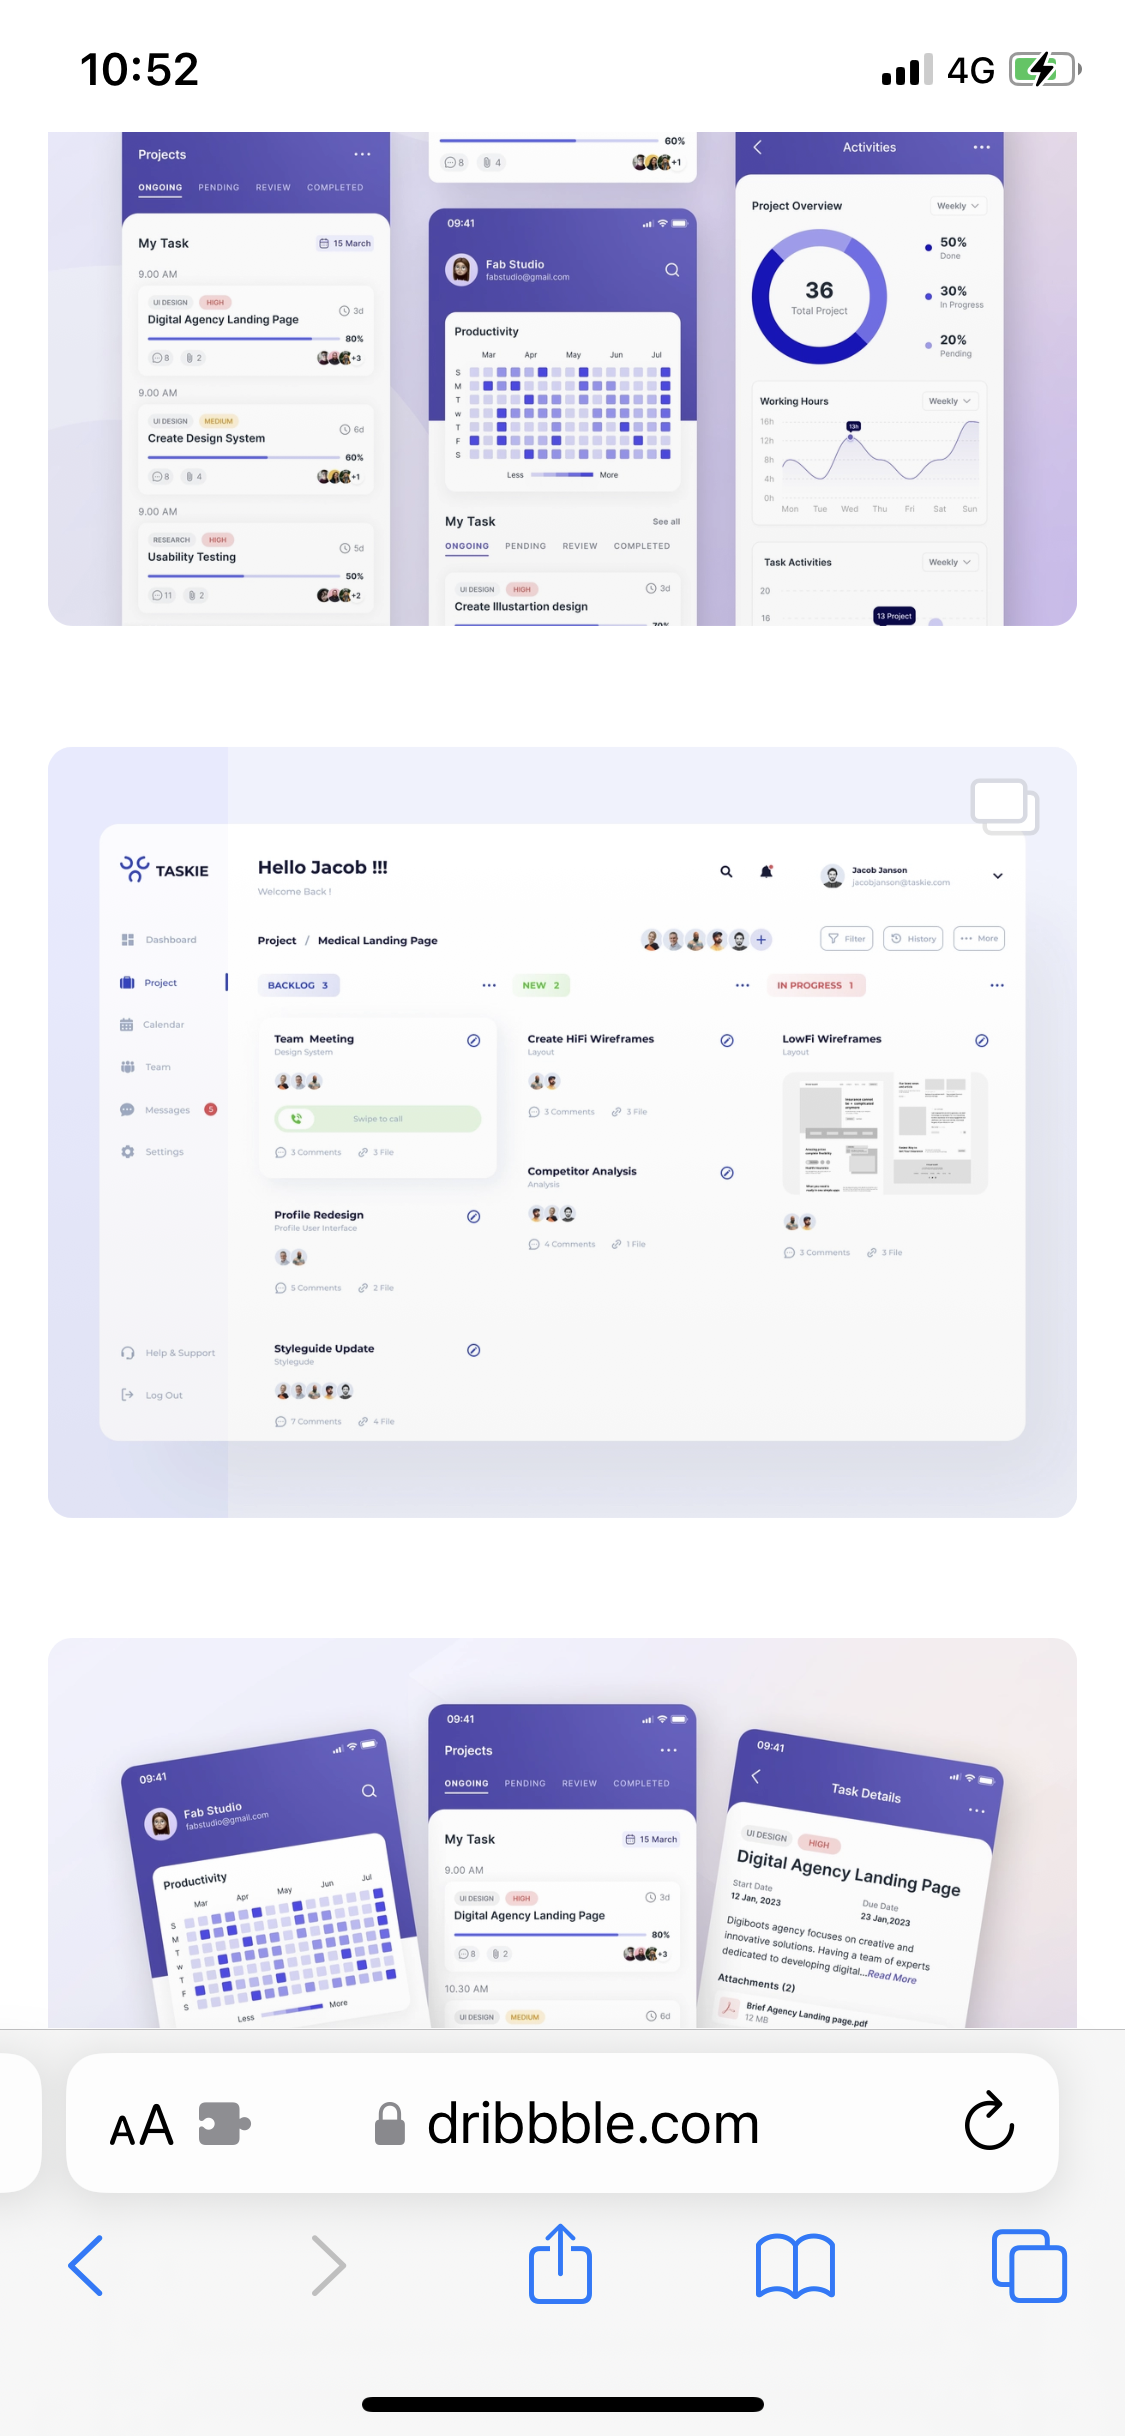 10:52
4G
Projects
ONGOING PENDING REVIEW COMPLETED
My Task
15 March
9.00 AM
UI DESIGN HIGH
3d
Digital Agency Landing Page
80%
8 2
+3
9.00 AM
UI DESIGN MEDIUM
6d
Create Design System
60%
8 4
+1
9.00 AM
RESEARCH HIGH
5d
Usability Testing
50%
11 2
+2
60%
8 4
+1
09:41
Fab Studio
fabstudio@gmail.com
Productivity
Mar Apr May Jun Jul
S
M
T
w
T
F
S
Less More
My Task
See all
ONGOING PENDING REVIEW COMPLETED
UI DESIGN HIGH
3d
Create Illustartion design
70%
Activities
Project Overview
Weekly
36
Total Project
50%
Done
30%
In Progress
20%
Pending
Working Hours
Weekly
16h
12h
8h
4h
0h
13h
Mon Tue Wed Thu Fri Sat Sun
Task Activities
Weekly
20
16
13 Project
TASKIE
Hello Jacob !!!
Welcome Back !
Jacob Janson
jacobjanson@taskie.com
Dashboard
Project
Calendar
Team
Messages 5
Settings
Help & Support
Log Out
Project / Medical Landing Page
+
Filter
History
More
BACKLOG 3
NEW 2
IN PROGRESS 1
Team Meeting
Design System
Swipe to call
3 Comments 3 File
Profile Redesign
Profile User Interface
5 Comments 2 File
Styleguide Update
Stylegude
7 Comments 4 File
Create HiFi Wireframes
Layout
3 Comments 3 File
Competitor Analysis
Analysis
4 Comments 1 File
LowFi Wireframes
Layout
3 Comments 3 File
09:41
Fab Studio
fabstudio@gmail.com
Productivity
Mar Apr May Jun Jul
S
M
T
w
T
F
S
Less More
09:41
Projects
ONGOING PENDING REVIEW COMPLETED
My Task
15 March
9.00 AM
UI DESIGN HIGH
3d
Digital Agency Landing Page
80%
8 2
+3
10.30 AM
UI DESIGN MEDIUM
6d
09:41
Task Details
UI DESIGN HIGH
Digital Agency Landing Page
Start Date
12 Jan, 2023
Due Date
23 Jan,2023
Digiboots agency focuses on creative and
innovative solutions. Having a team of experts
dedicated to developing digital...Read More
Attachments (2)
Brief Agency Landing page.pdf
12 MB
AA
dribbble.com